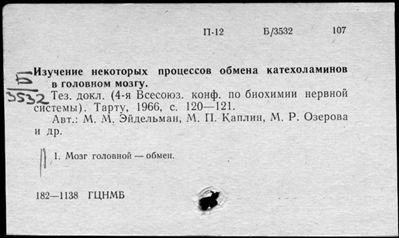 П-12 Б/3532 107
Изучение некоторых процессов обмена катехоламинов
в головном мозгу.
Б
3532
Тез. докл. (4-я Всесоюз. конф. по биохимии нервной
системы). Тарту, 1966, с. 120—121.
Авт.: М. М. Эйдельман, М. П. Каплин, М. Р. Озерова
и др.
1. Мозг головной — обмен.
182—1138 ГЦНМБ